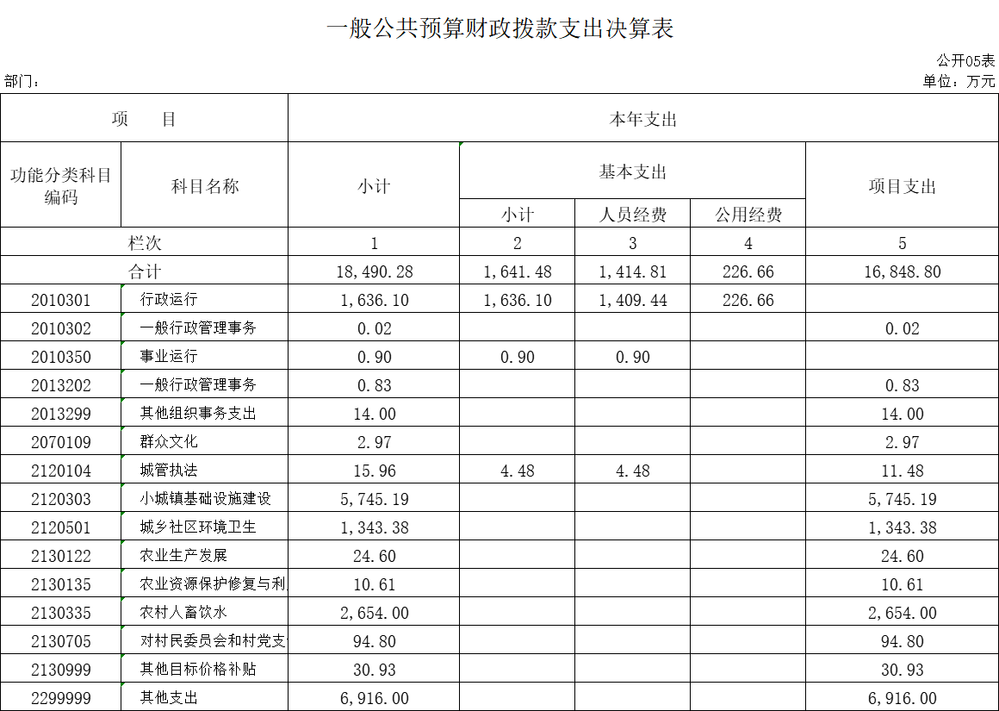 一般公共预算财政拨款支出决算表
公开05表
部门： 单位：万元
项 目 本年支出
功能分类科目编码 科目名称 小计 基本支出 项目支出
小计 人员经费 公用经费
栏次 1 2 3 4 5
合计 18,490.28 1,641.48 1,414.81 226.66 16,848.80
2010301 行政运行 1,636.10 1,636.10 1,409.44 226.66
2010302 一般行政管理事务 0.02 0.02
2010350 事业运行 0.90 0.90 0.90
2013202 一般行政管理事务 0.83 0.83
2013299 其他组织事务支出 14.00 14.00
2070109 群众文化 2.97 2.97
2120104 城管执法 15.96 4.48 4.48 11.48
2120303 小城镇基础设施建设 5,745.19 5,745.19
2120501 城乡社区环境卫生 1,343.38 1,343.38
2130122 农业生产发展 24.60 24.60
2130135 农业资源保护修复与利 10.61 10.61
2130335 农村人畜饮水 2,654.00 2,654.00
2130705 对村民委员会和村党支 94.80 94.80
2130999 其他目标价格补贴 30.93 30.93
2299999 其他支出 6,916.00 6,916.00